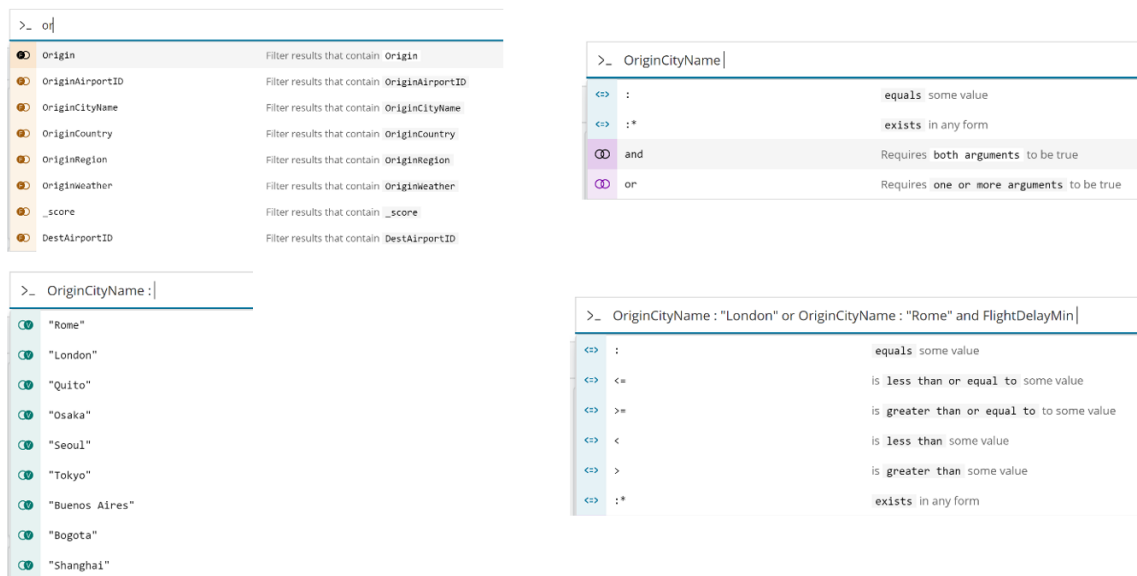 >_ or
Origin Filter results that contain Origin
OriginAirportID Filter results that contain OriginAirportID
OriginCityName Filter results that contain OriginCityName
OriginCountry Filter results that contain OriginCountry
OriginRegion Filter results that contain OriginRegion
OriginWeather Filter results that contain OriginWeather
_score Filter results that contain _score
DestAirportID Filter results that contain DestAirportID
>_ OriginCityName
: equals some value
:* exists in any form
and Requires both arguments to be true
or Requires one or more arguments to be true
>_ OriginCityName :
"Rome"
"London"
"Quito"
"Osaka"
"Seoul"
"Tokyo"
"Buenos Aires"
"Bogota"
"Shanghai"
>_ OriginCityName : "London" or OriginCityName : "Rome" and FlightDelayMin
: equals some value
<= is less than or equal to some value
>= is greater than or equal to to some value
< is less than some value
> is greater than some value
:* exists in any form